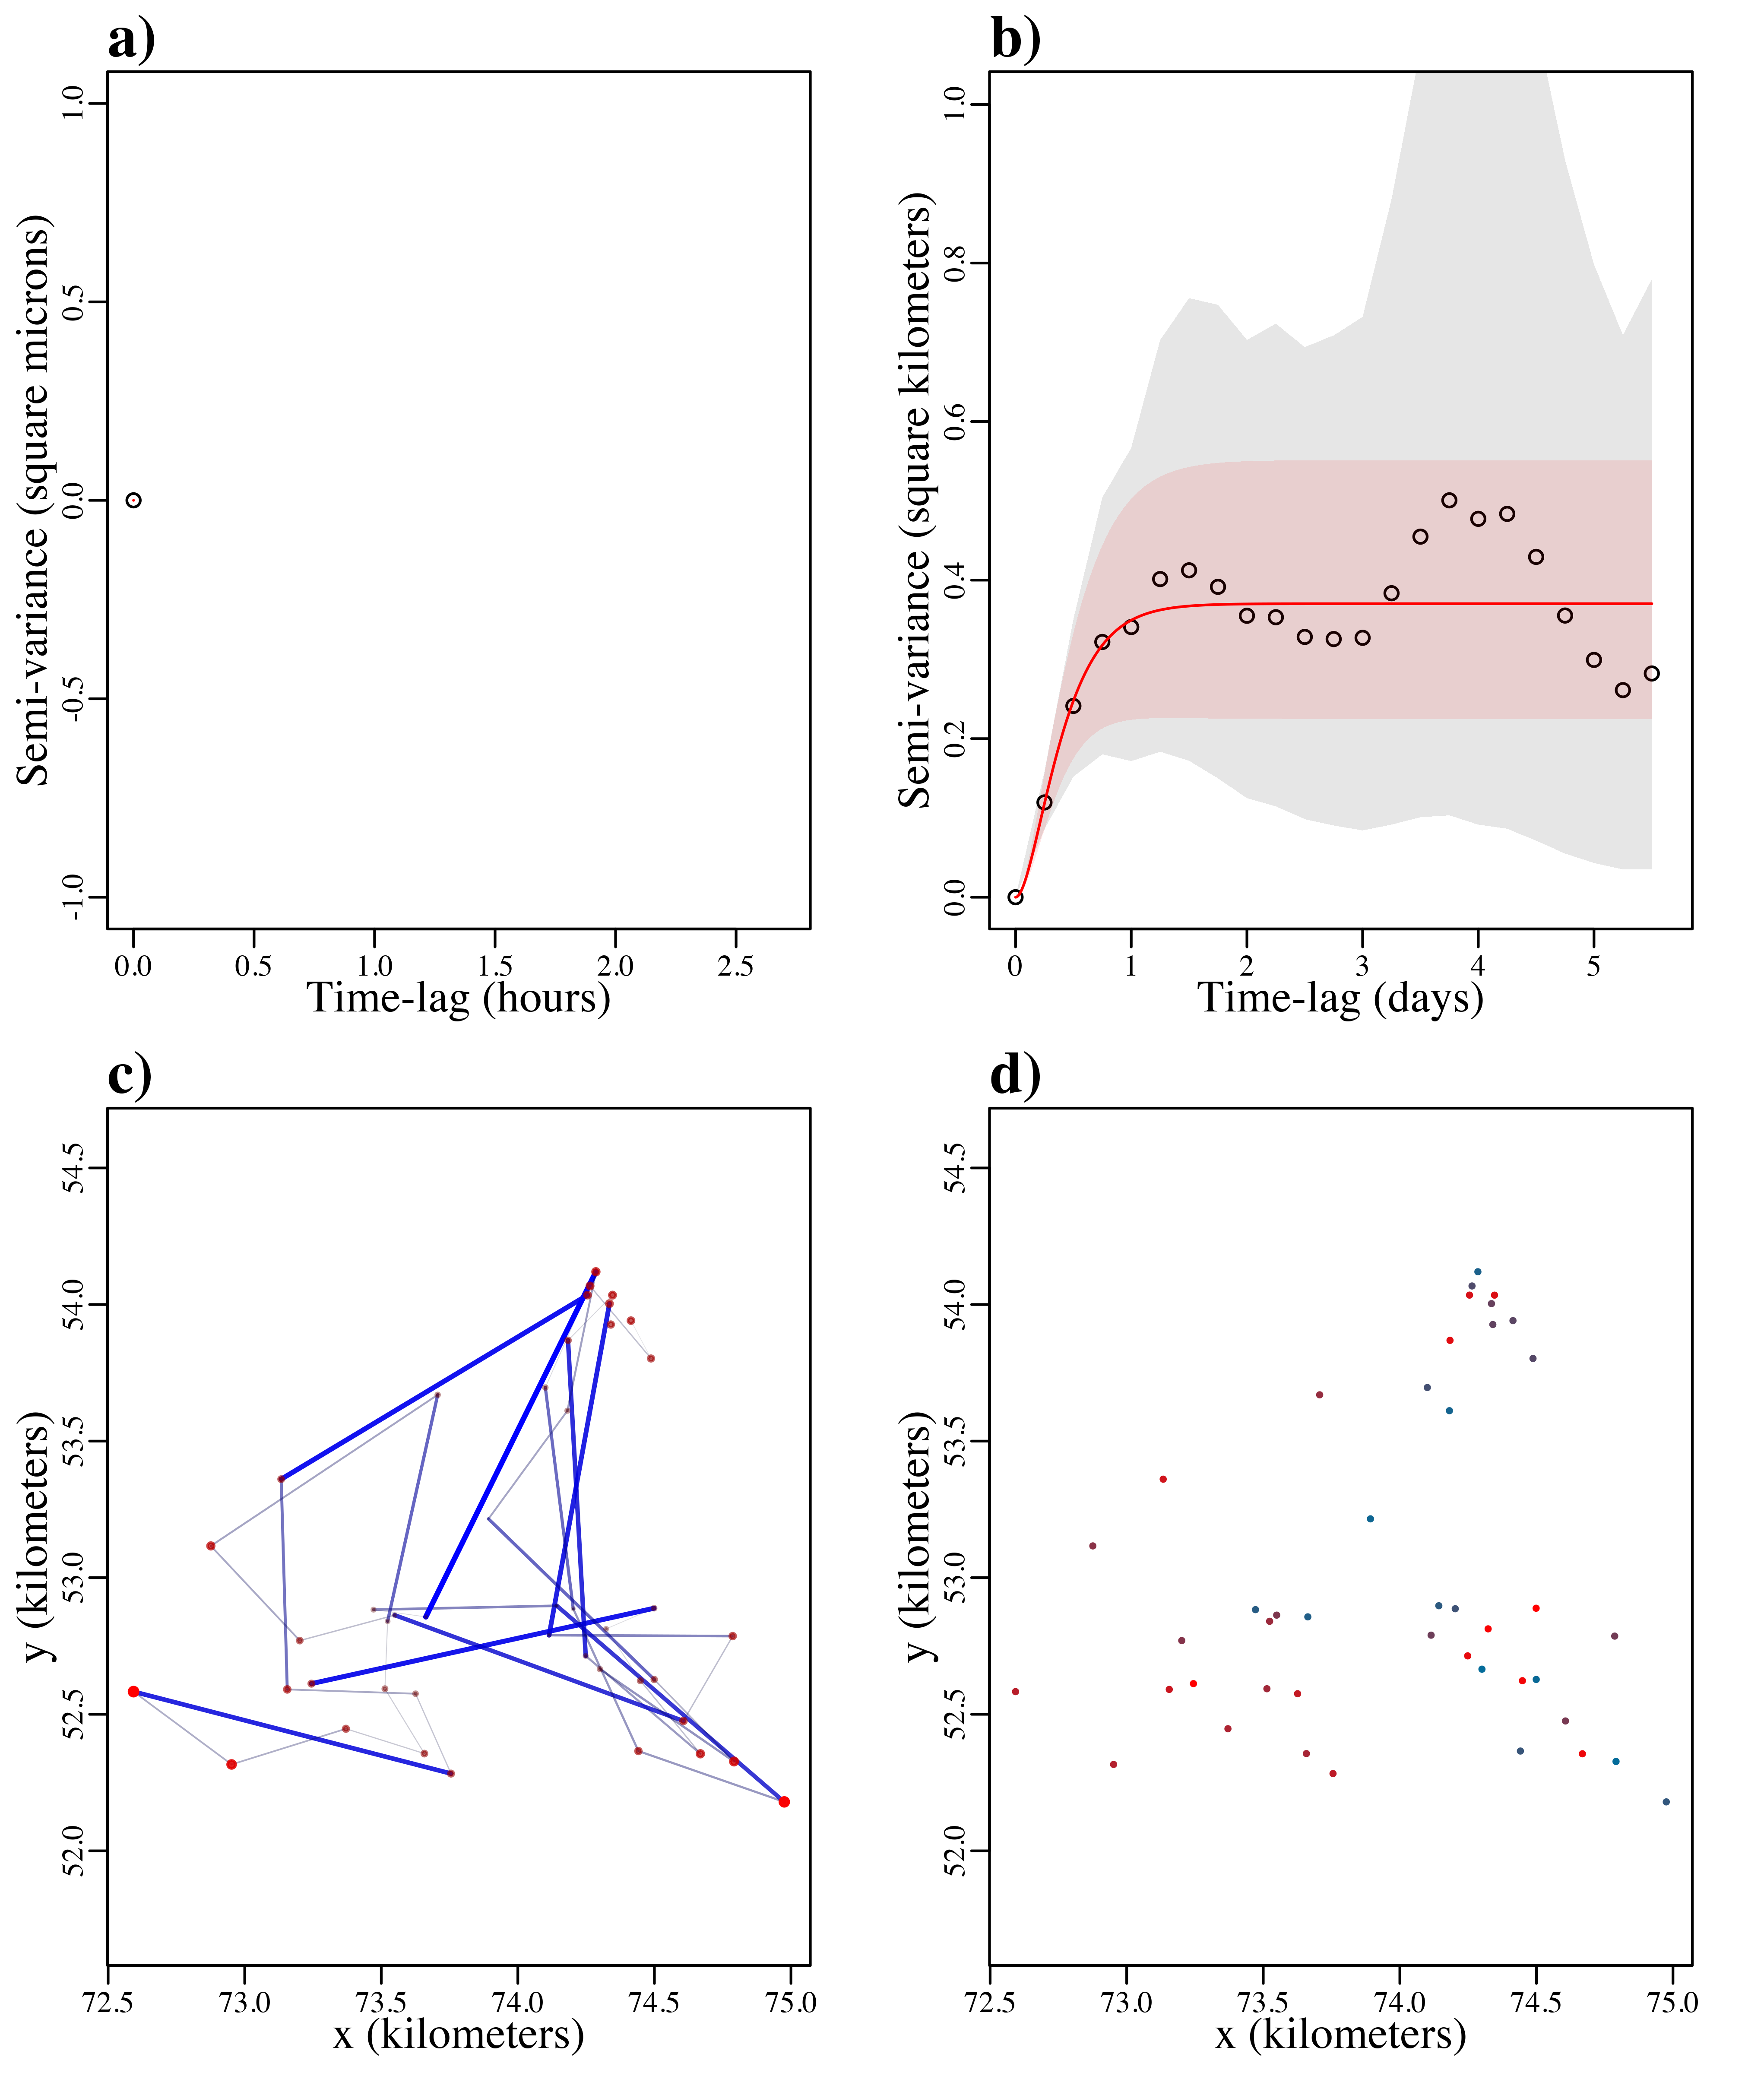 a)
Semi-variance (square microns)
1.0
0.5
0.0
-0.5
-1.0
0.0 0.5 1.0 1.5 2.0 2.5
Time-lag (hours)
b)
Semi-variance (square kilometers)
1.0
0.8
0.6
0.4
0.2
0.0
0 1 2 3 4 5
Time-lag (days)
c)
y (kilometers)
54.5
54.0
53.5
53.0
52.5
52.0
72.5 73.0 73.5 74.0 74.5 75.0
x (kilometers)
d)
y (kilometers)
54.5
54.0
53.5
53.0
52.5
52.0
72.5 73.0 73.5 74.0 74.5 75.0
x (kilometers)